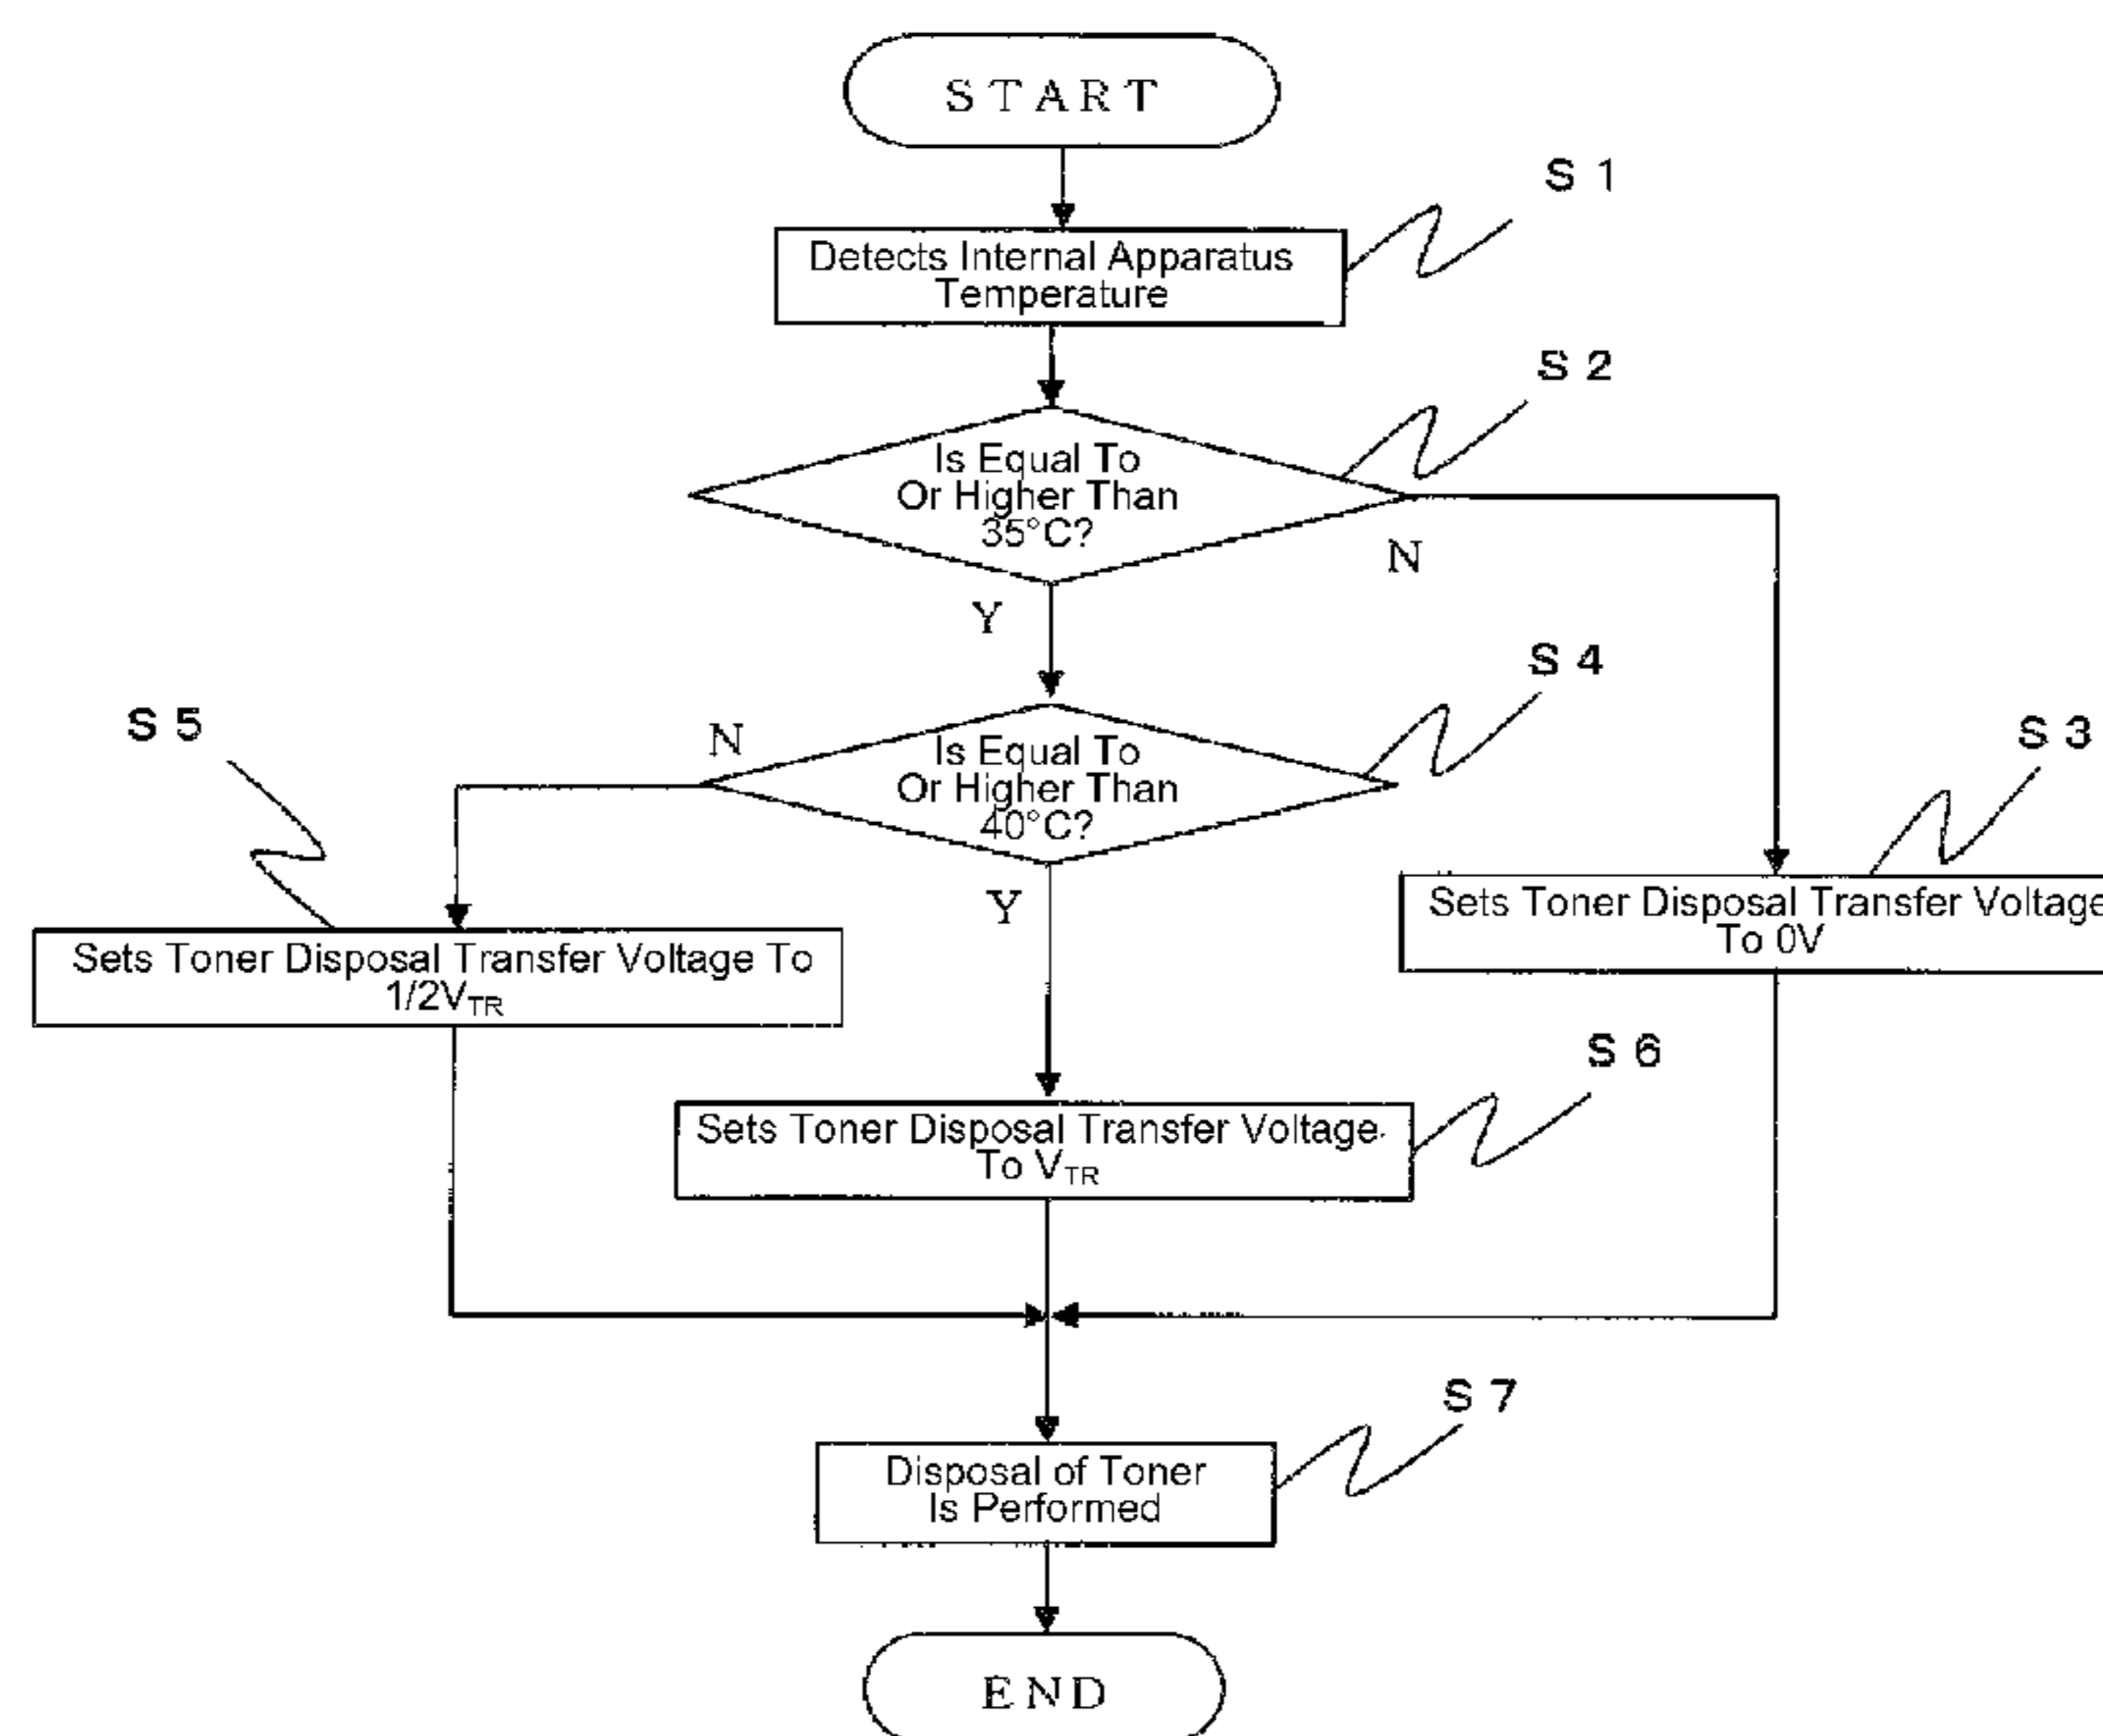 START
S 1
Detects Internal Apparatus
Temperature
S 2
Is Equal To
Or Higher Than
35°C?
N
Y
S 4
S 5
N
Is Equal To
Or Higher Than
40°C?
S 3
Y
Sets Toner Disposal Transfer Voltage
To 0V
Sets Toner Disposal Transfer Voltage To
1/2VTR
S 6
Sets Toner Disposal Transfer Voltage
To VTR
S 7
Disposal of Toner
Is Performed
END